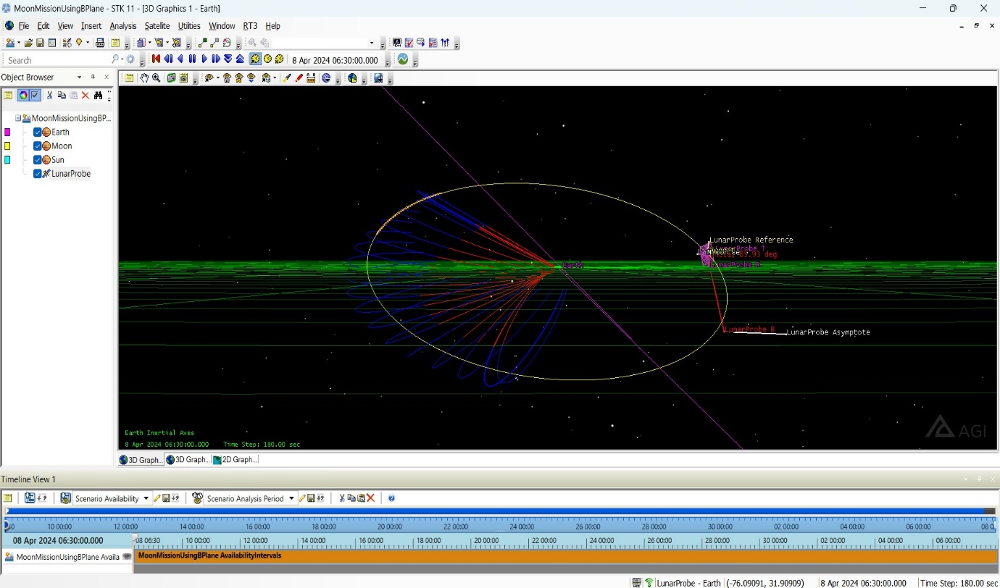 MoonMissionUsingBPlane - STK 11 - [3D Graphics 1 - Earth]
File Edit View Insert Analysis Satellite Utilities Window RT3 Help
Search
8 Apr 2024 06:30:00.000
Object Browser
MoonMissionUsingBP...
Earth
Moon
Sun
LunarProbe
LunarProbe Reference
LunarProbe T
deg
LunarProbe R
Earth
LunarProbe B
LunarProbe Asymptote
Earth Inertial Axes
8 Apr 2024 06:30:00.000 Time Step: 180.00 sec
AGI
3D Graph... 3D Graph... 2D Graph...
Timeline View 1
Scenario Availability Scenario Analysis Period
10 00:00 12 00:00 14 00:00 16 00:00 18 00:00 20 00:00 22 00:00 24 00:00 26 00:00 28 00:00 30 00:00 02 00:00 04 00:00 06 00:00 08 0
08 Apr 2024 06:30:00.000 08 06:30 10 00:00 12 00:00 14 00:00 16 00:00 18 00:00 20 00:00 22 00:00 24 00:00 26 00:00 28 00:00 30 00:00 02 00:00 04 00:00 06 00:00
MoonMissionUsingBPlane Availa MoonMissionUsingBPlane AvailabilityIntervals
LunarProbe - Earth (-76.09091, 31.90909) 8 Apr 2024 06:30:00.000 Time Step: 180.00 sec